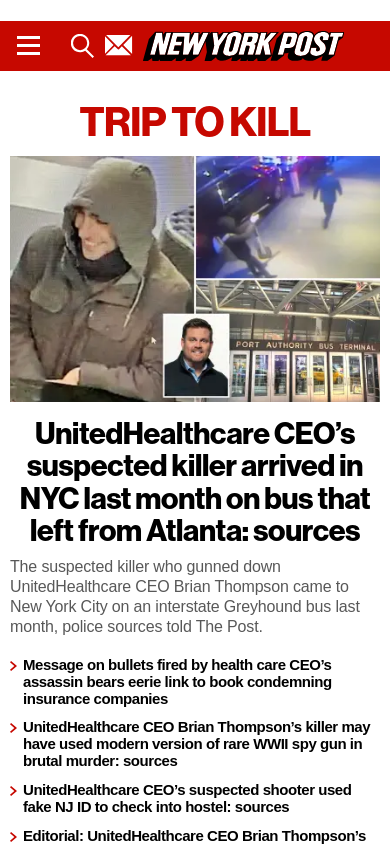 NEW YORK POST
TRIP TO KILL
PORT AUTHORITY BUS TERMINAL
UnitedHealthcare CEO’s
suspected killer arrived in
NYC last month on bus that
left from Atlanta: sources
The suspected killer who gunned down
UnitedHealthcare CEO Brian Thompson came to
New York City on an interstate Greyhound bus last
month, police sources told The Post.
Message on bullets fired by health care CEO’s
assassin bears eerie link to book condemning
insurance companies
UnitedHealthcare CEO Brian Thompson’s killer may
have used modern version of rare WWII spy gun in
brutal murder: sources
UnitedHealthcare CEO’s suspected shooter used
fake NJ ID to check into hostel: sources
Editorial: UnitedHealthcare CEO Brian Thompson’s